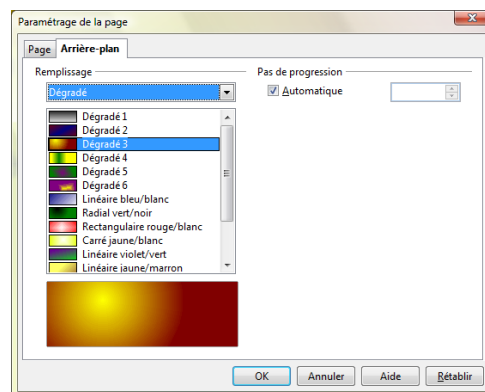 Paramétrage de la page
Page Arrière-plan
Remplissage
Pas de progression
Dégradé
Automatique
Dégradé 1
Dégradé 2
Dégradé 3
Dégradé 4
Dégradé 5
Dégradé 6
Linéaire bleu/blanc
Radial vert/noir
Rectangulaire rouge/blanc
Carré jaune/blanc
Linéaire violet/vert
Linéaire jaune/marron
OK Annuler Aide Rétablir